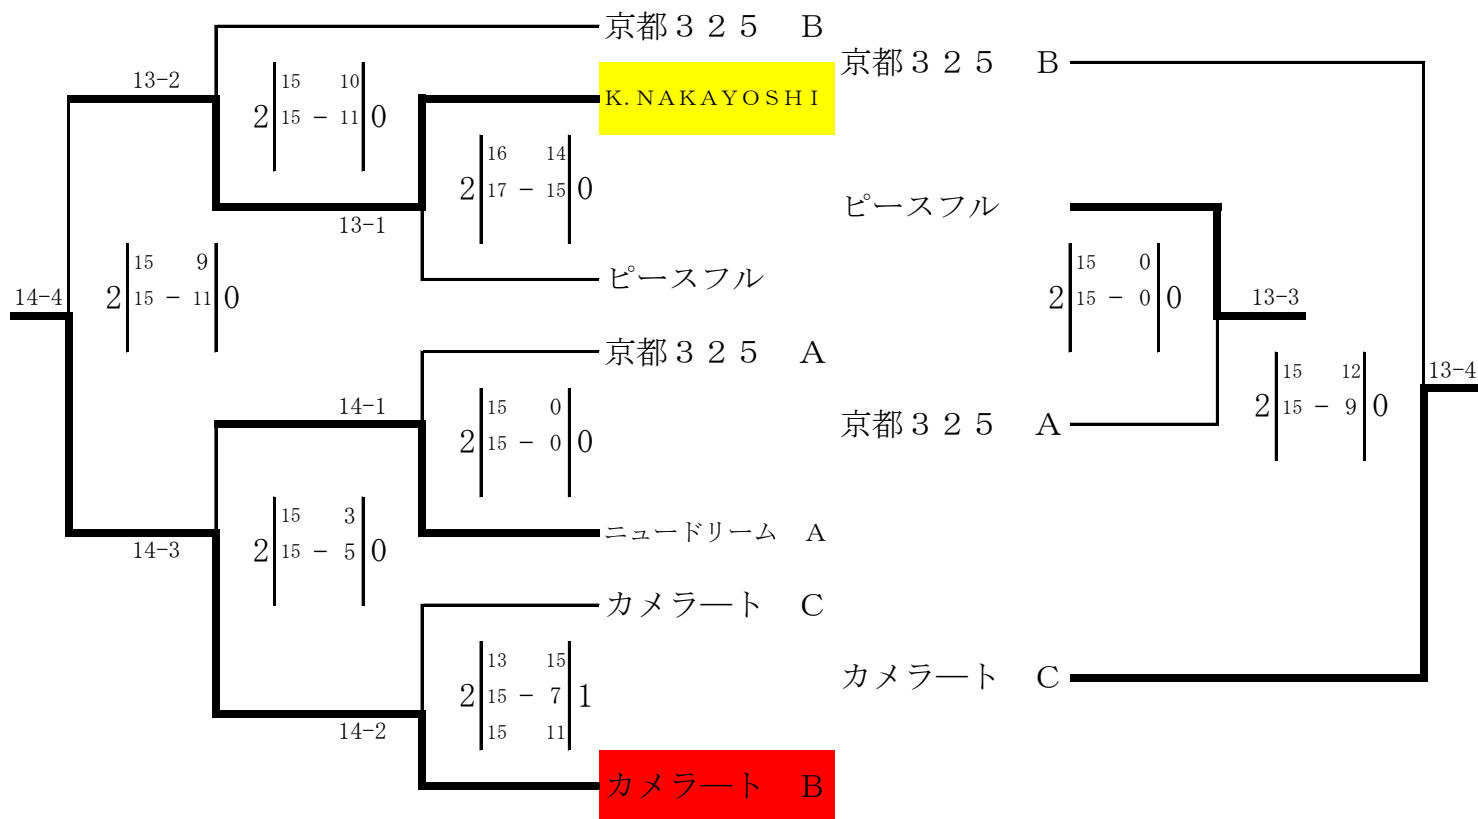 京都３２５　Ｂ
K.ＮＡＫＡＹＯＳＨＩ
ピースフル
京都３２５　Ａ
ニュードリーム　Ａ
カメラ―ト　Ｃ
カメラ―ト　Ｂ
13-2
15 10
2 15 - 11 0
16 14
2 17 - 15 0
13-1
15 9
14-4
2 15 - 11 0
14-1
15 0
2 15 - 0 0
15 3
2 15 - 5 0
14-3
13 15
2 15 - 7 1
15 11
14-2
京都３２５　Ｂ
ピースフル
15 0
2 15 - 0 0
13-3
15 12
2 15 - 9 0
13-4
京都３２５　Ａ
カメラ―ト　Ｃ